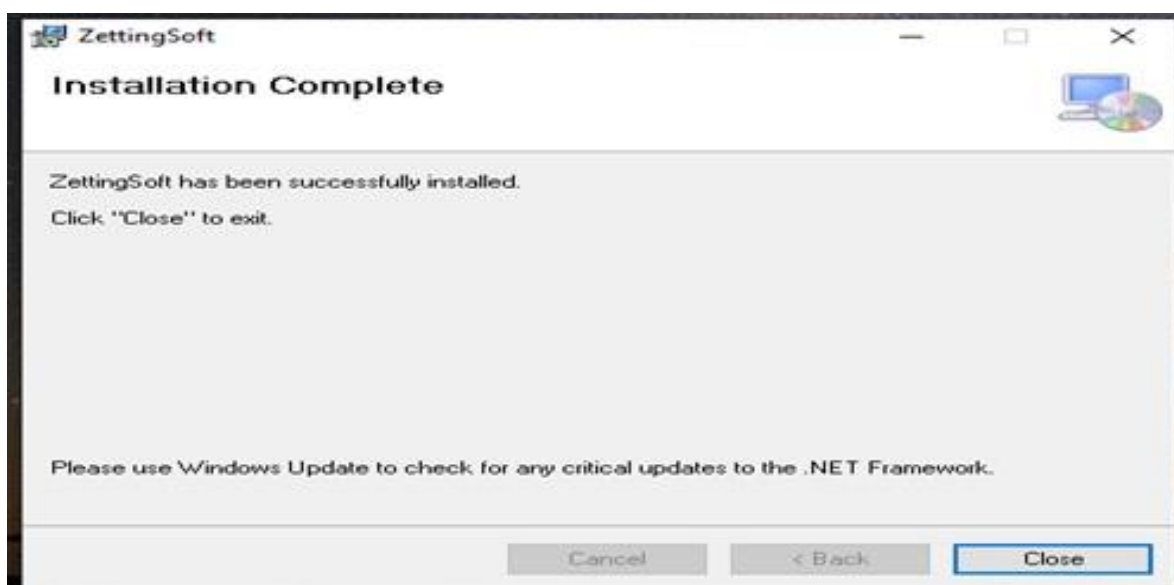 ZettingSoft
Installation Complete
ZettingSoft has been successfully installed.
Click "Close" to exit.
Please use Windows Update to check for any critical updates to the .NET Framework.
Cancel
< Back
Close